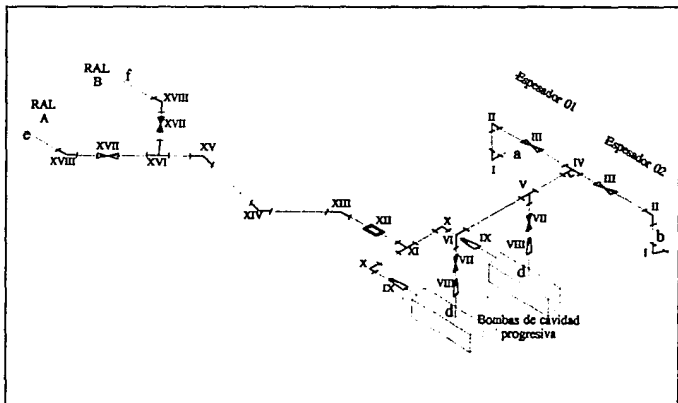 RAL
B
f
XVIII
XVII
RAL
A
e
XVIII
XVII
XVI
XV
XIV
XIII
XII
XI
X
X
IX
VI
VII
VIII
d
IX
V
VII
VIII
d
Espesador 01
II
III
a
I
IV
Espesador 02
III
II
b
I
Bombas de cavidad
progresiva